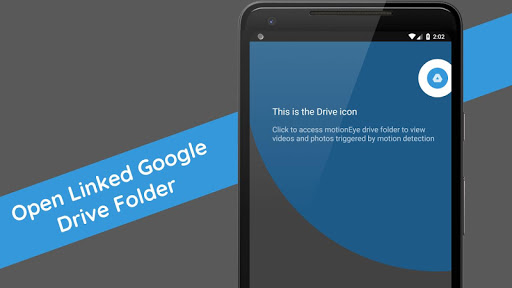 Open Linked Google
Drive Folder
2:02
This is the Drive icon
Click to access motionEye drive folder to view
videos and photos triggered by motion detection